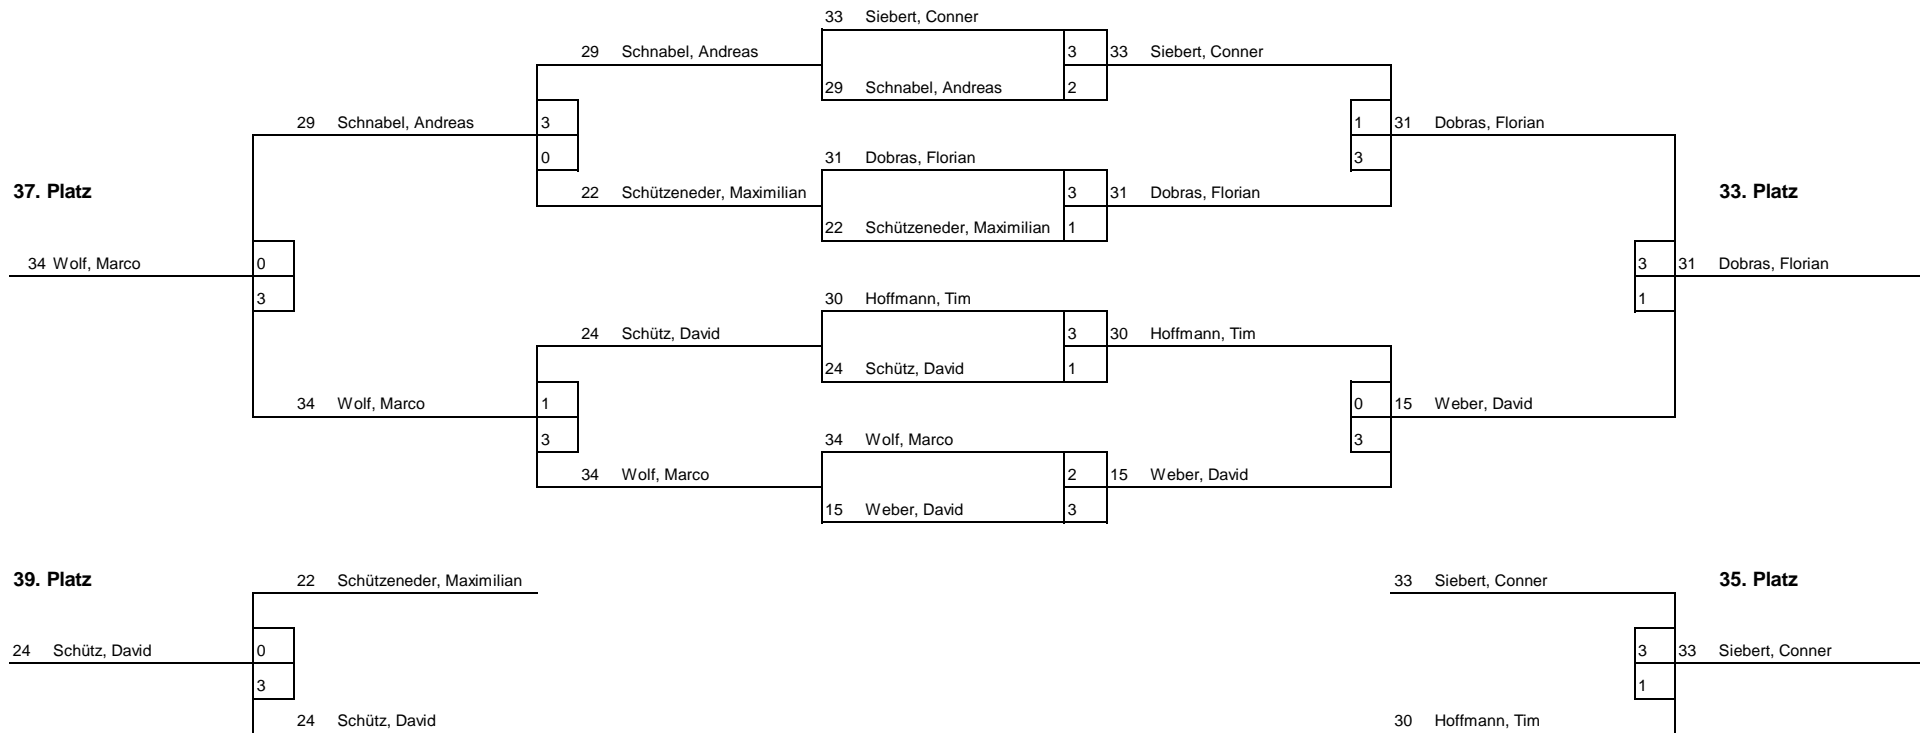 33 Siebert, Conner
29 Schnabel, Andreas 3 33 Siebert, Conner
29 Schnabel, Andreas 2
29 Schnabel, Andreas 3 1 31 Dobras, Florian
0 31 Dobras, Florian 3
37. Platz 22 Schützeneder, Maximilian 3 31 Dobras, Florian 33. Platz
22 Schützeneder, Maximilian 1
34 Wolf, Marco 0 3 31 Dobras, Florian
3 30 Hoffmann, Tim 1
24 Schütz, David 3 30 Hoffmann, Tim
24 Schütz, David 1
34 Wolf, Marco 1 0 15 Weber, David
3 34 Wolf, Marco 3
34 Wolf, Marco 2 15 Weber, David
15 Weber, David 3
39. Platz 22 Schützeneder, Maximilian 33 Siebert, Conner 35. Platz
24 Schütz, David 0 3 33 Siebert, Conner
3 1
24 Schütz, David 30 Hoffmann, Tim